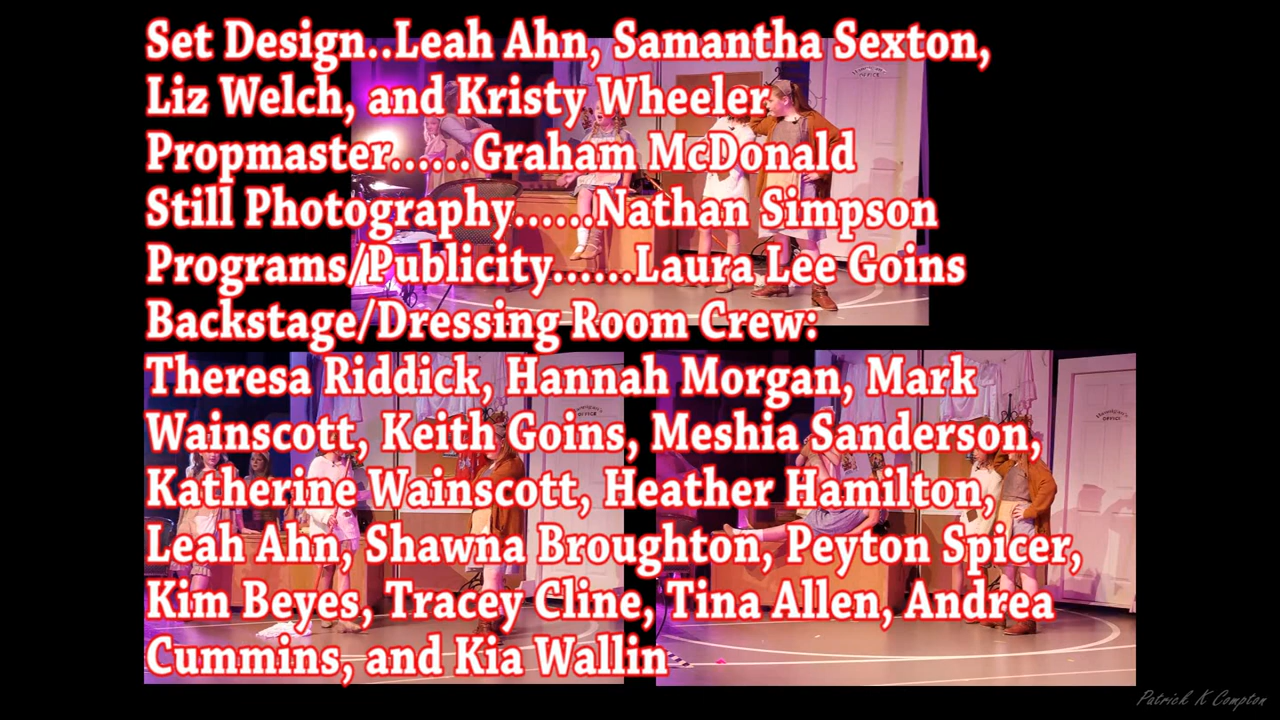 Set Design..Leah Ahn, Samantha Sexton,
Liz Welch, and Kristy Wheeler
Propmaster......Graham McDonald
Still Photography......Nathan Simpson
Programs/Publicity......Laura Lee Goins
Backstage/Dressing Room Crew:
Theresa Riddick, Hannah Morgan, Mark
Wainscott, Keith Goins, Meshia Sanderson,
Katherine Wainscott, Heather Hamilton,
Leah Ahn, Shawna Broughton, Peyton Spicer,
Kim Beyes, Tracey Cline, Tina Allen, Andrea
Cummins, and Kia Wallin
OFFICE
OFFICE
OFFICE
Patrick K Compton